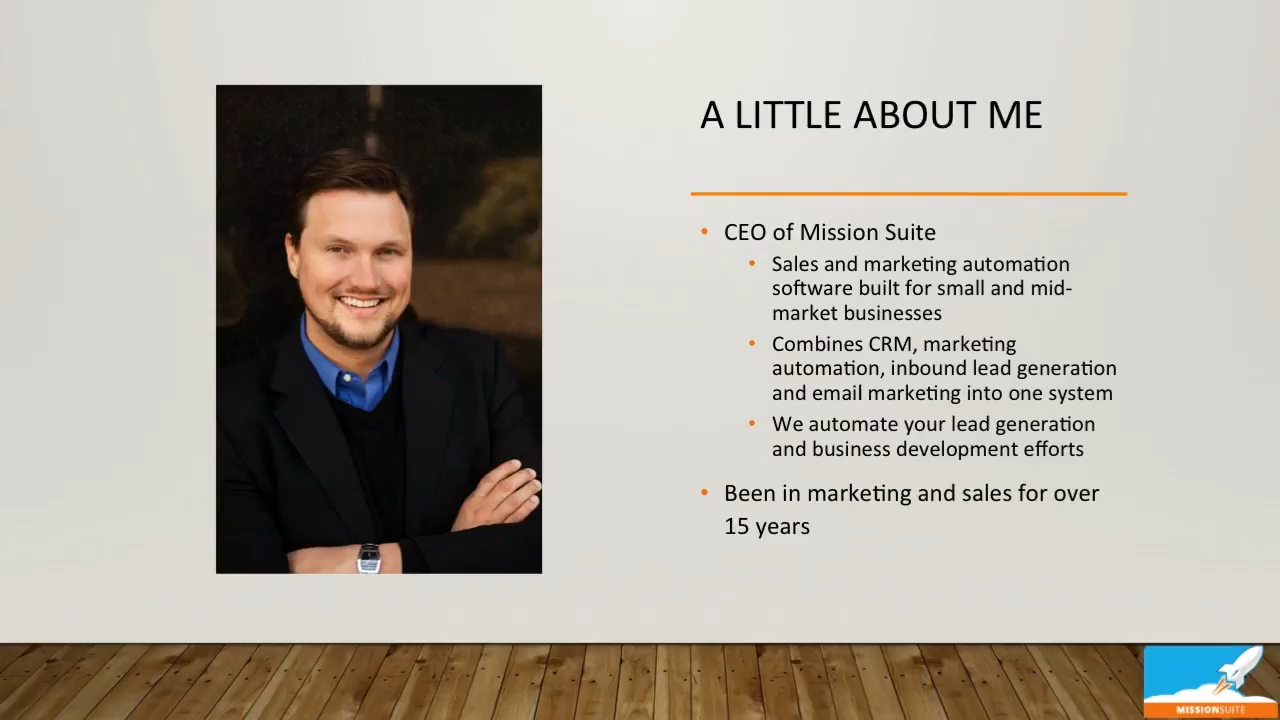 A LITTLE ABOUT ME
• CEO of Mission Suite
• Sales and marketing automation
software built for small and mid-
market businesses
• Combines CRM, marketing
automation, inbound lead generation
and email marketing into one system
• We automate your lead generation
and business development efforts
• Been in marketing and sales for over
15 years
MISSIONSUITE